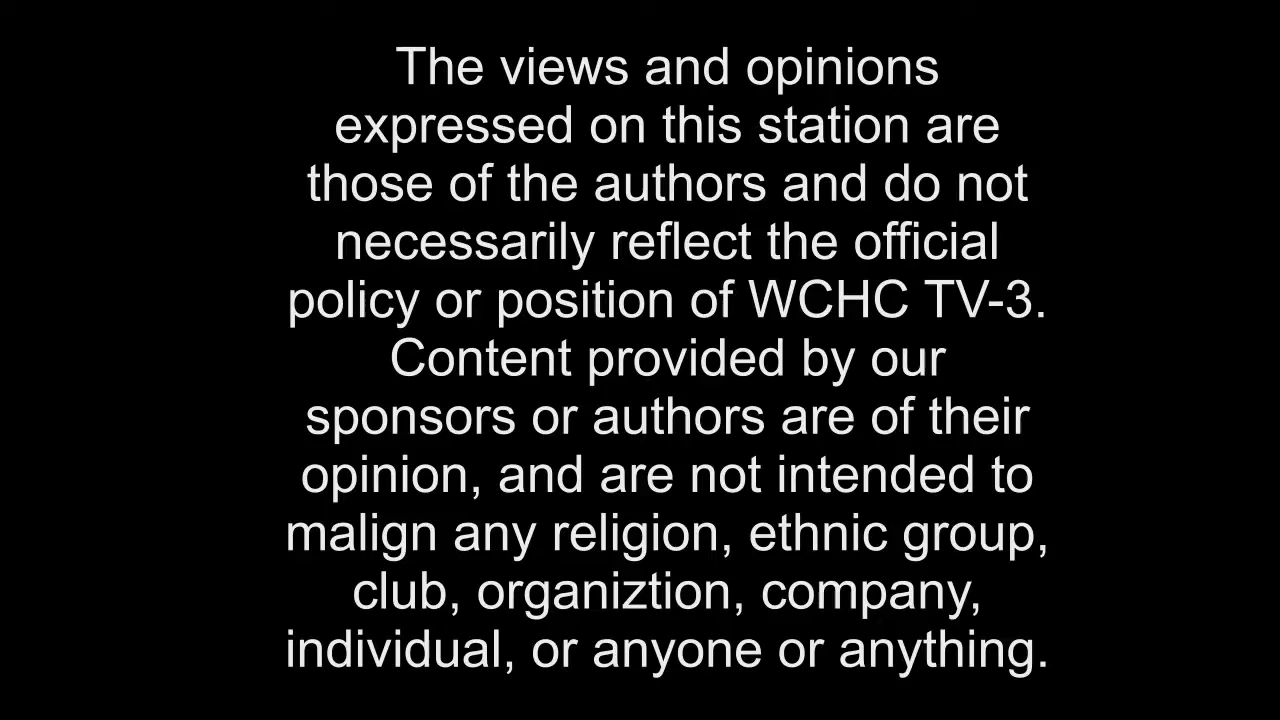 The views and opinions
expressed on this station are
those of the authors and do not
necessarily reflect the official
policy or position of WCHC TV-3.
Content provided by our
sponsors or authors are of their
opinion, and are not intended to
malign any religion, ethnic group,
club, organiztion, company,
individual, or anyone or anything.